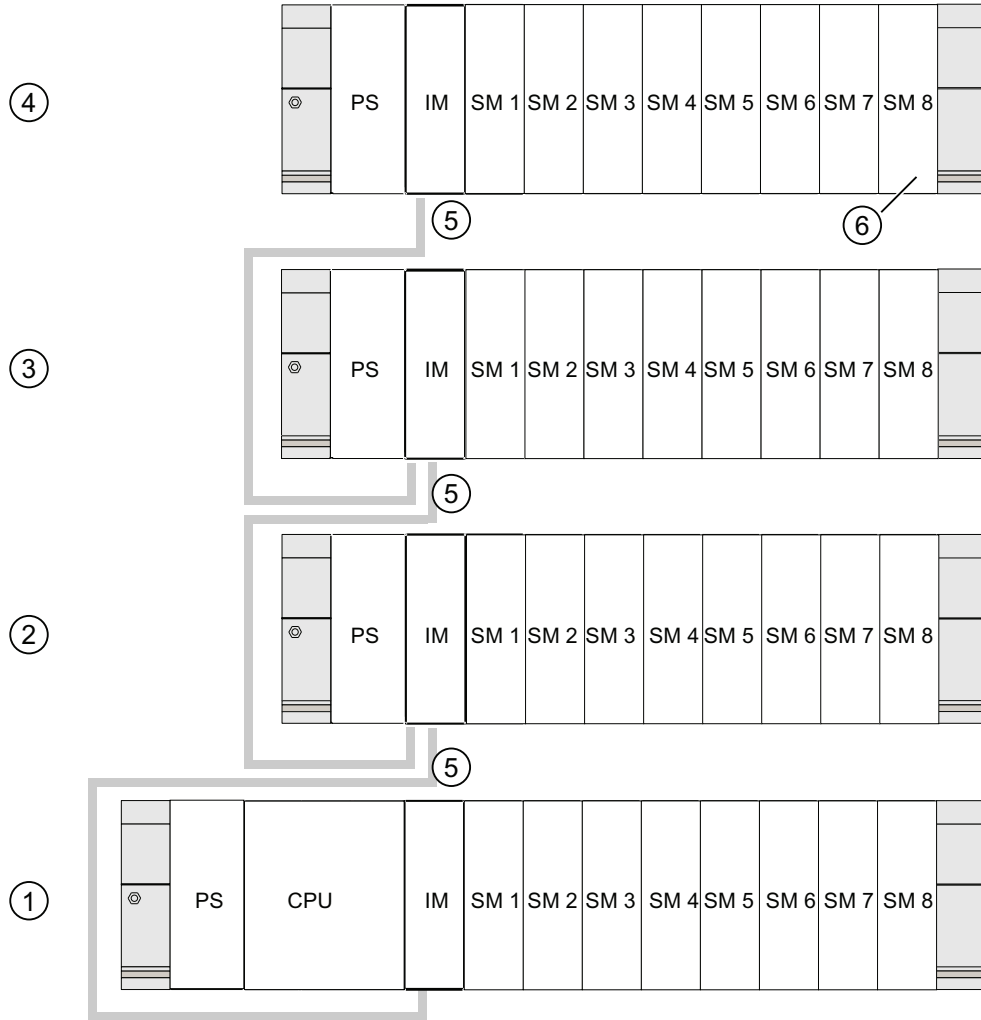 ④ PS IM SM 1 SM 2 SM 3 SM 4 SM 5 SM 6 SM 7 SM 8
⑤ ⑥
③ PS IM SM 1 SM 2 SM 3 SM 4 SM 5 SM 6 SM 7 SM 8
⑤
② PS IM SM 1 SM 2 SM 3 SM 4 SM 5 SM 6 SM 7 SM 8
⑤
① PS CPU IM SM 1 SM 2 SM 3 SM 4 SM 5 SM 6 SM 7 SM 8